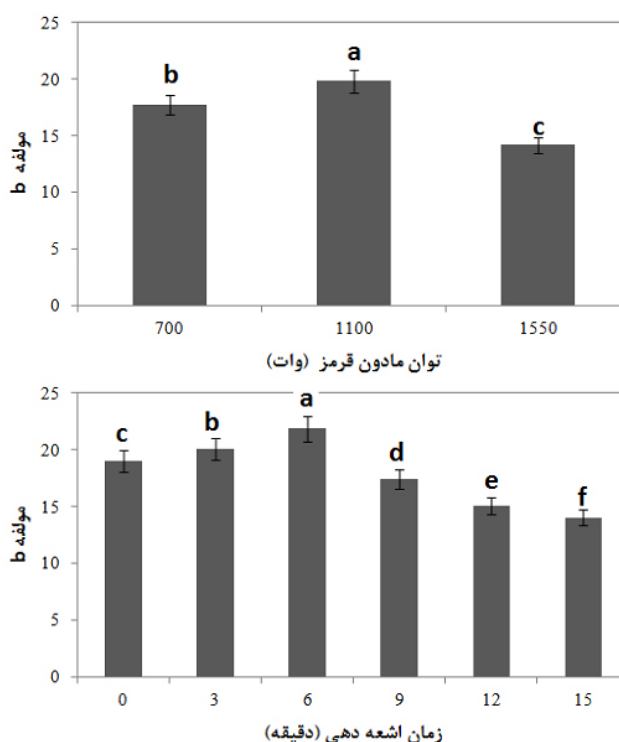 25
20
15
10
5
0
مولفه b
b
a
c
700 1100 1550
توان مادون قرمز (وات)
25
20
15
10
5
0
مولفه b
c
b
a
d
e
f
0 3 6 9 12 15
زمان اشعه دهی (دقیقه)